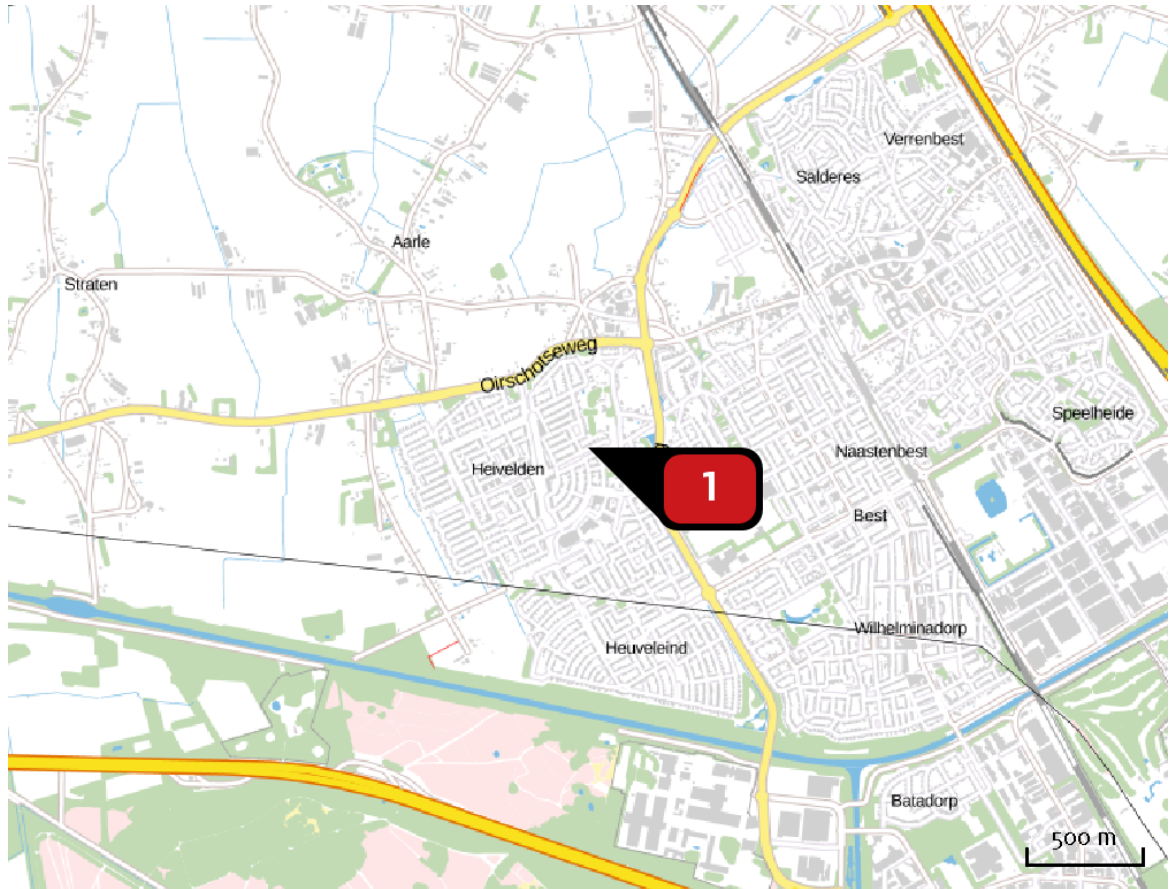 Verrenbest
Salderes
Aarle
Straten
Oirschotseweg
Speelheide
Naastenbest
Heivelden
1
Best
Wilhelminadorp
Heuveleind
Batadorp
500 m